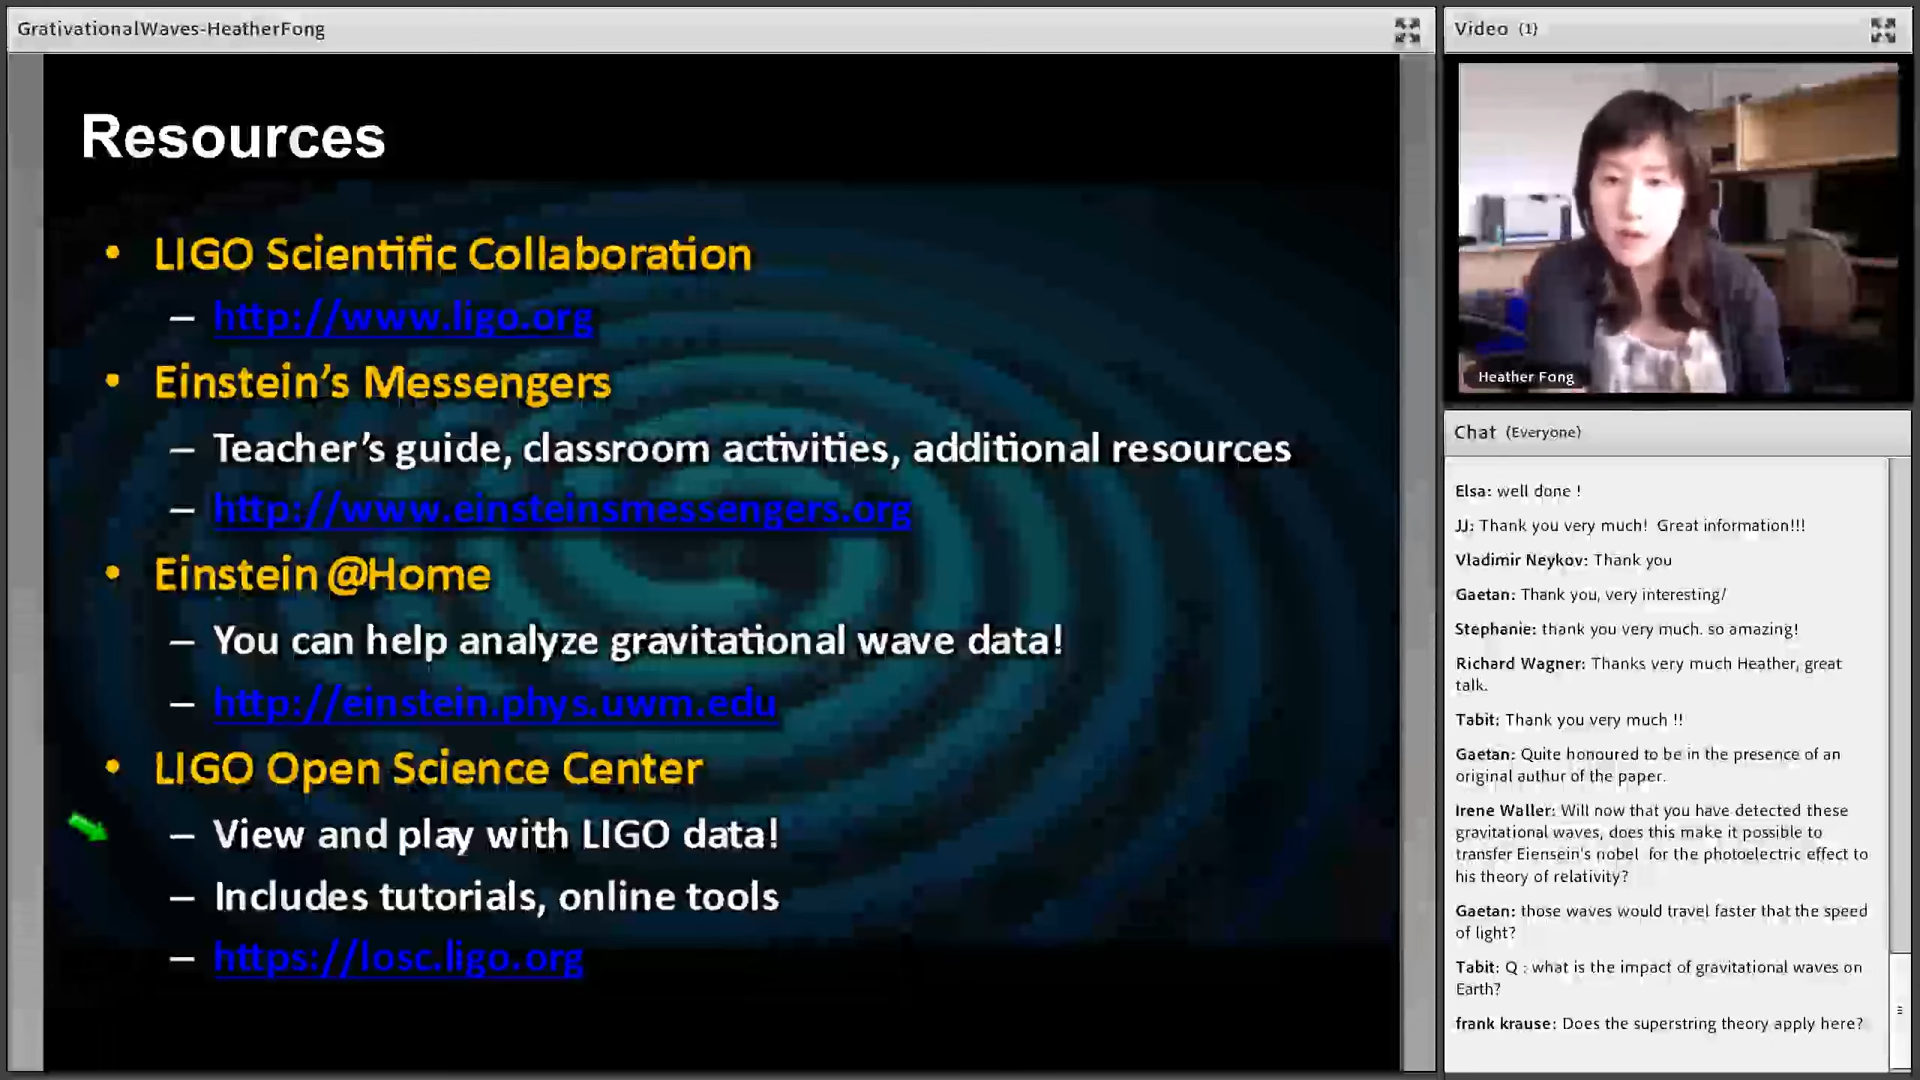 GrativationalWaves-HeatherFong
Resources
• LIGO Scientific Collaboration
– http://www.ligo.org
• Einstein’s Messengers
– Teacher’s guide, classroom activities, additional resources
– http://www.einsteinsmessengers.org
• Einstein@Home
– You can help analyze gravitational wave data!
– http://einstein.phys.uwm.edu
• LIGO Open Science Center
– View and play with LIGO data!
– Includes tutorials, online tools
– https://losc.ligo.org
Video (1)
Heather Fong
Chat (Everyone)
Elsa: well done !
JJ: Thank you very much! Great information!!!
Vladimir Neykov: Thank you
Gaetan: Thank you, very interesting/
Stephanie: thank you very much. so amazing!
Richard Wagner: Thanks very much Heather, great
talk.
Tabit: Thank you very much !!
Gaetan: Quite honoured to be in the presence of an
original authur of the paper.
Irene Waller: Will now that you have detected these
gravitational waves, does this make it possible to
transfer Eiensein's nobel for the photoelectric effect to
his theory of relativity?
Gaetan: those waves would travel faster that the speed
of light?
Tabit: Q : what is the impact of gravitational waves on
Earth?
frank krause: Does the superstring theory apply here?